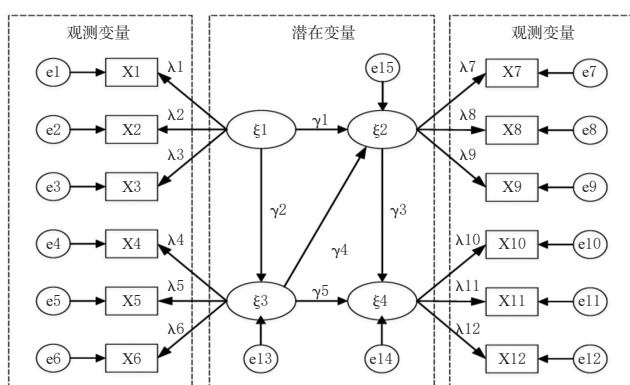 观测变量 潜在变量 观测变量
e15
e1 X1 λ1 λ7 X7 e7
e2 X2 λ2 ξ1 γ1 ξ2 λ8 X8 e8
e3 X3 λ3 λ9 X9 e9
γ2 γ3
e4 X4 λ4 γ4 λ10 X10 e10
e5 X5 λ5 ξ3 γ5 ξ4 λ11 X11 e11
e6 X6 λ6 e13 e14 λ12 X12 e12